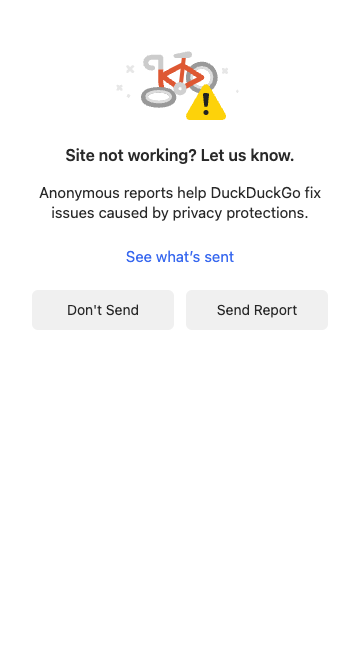 Site not working? Let us know.
Anonymous reports help DuckDuckGo fix
issues caused by privacy protections.
See what’s sent
Don't Send
Send Report